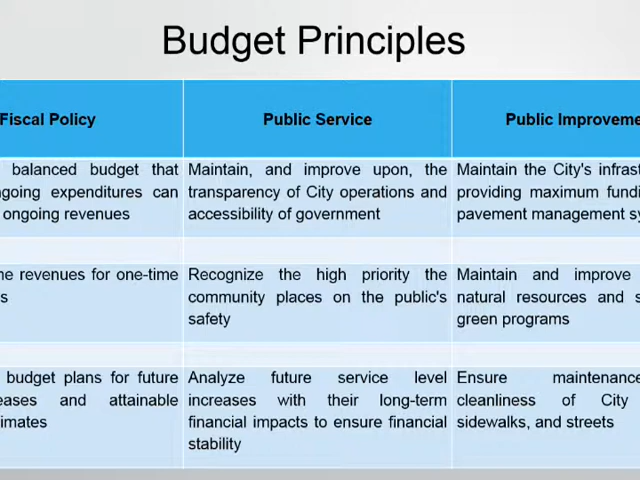 Budget Principles
Fiscal Policy
Public Service
Public
balanced budget that
expenditures can
ongoing revenues
Maintain, and improve upon, the
transparency of City operations and
accessibility of government
Maintain the City's
providing maximum
pavement management
revenues for one-time
Recognize the high priority the
community places on the public's
safety
Maintain and improve
natural resources and
green programs
budget plans for future
and attainable
Analyze future service level
increases with their long-term
financial impacts to ensure financial
stability
Ensure maintenance
cleanliness of City
sidewalks, and streets